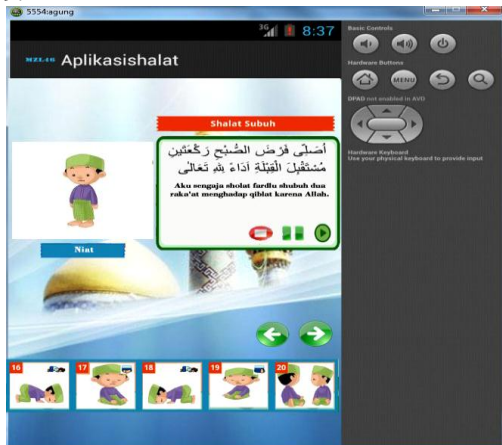 5554:agung
3G 8:37
MZL46 Aplikasishalat
Shalat Subuh
أُصَلِّى فَرْضَ الصُّبْحِ رَكْعَتَيْنِ
مُسْتَقْبِلَ الْقِبْلَةِ اَدَاءً لِلّٰهِ تَعَالٰى
Aku sengaja sholat fardlu shubuh dua
raka'at menghadap qiblat karena Allah.
Niat
16 17 18 19 20
Basic Controls
Hardware Buttons
MENU
DPAD not enabled in AVD
Hardware Keyboard
Use your physical keyboard to provide input